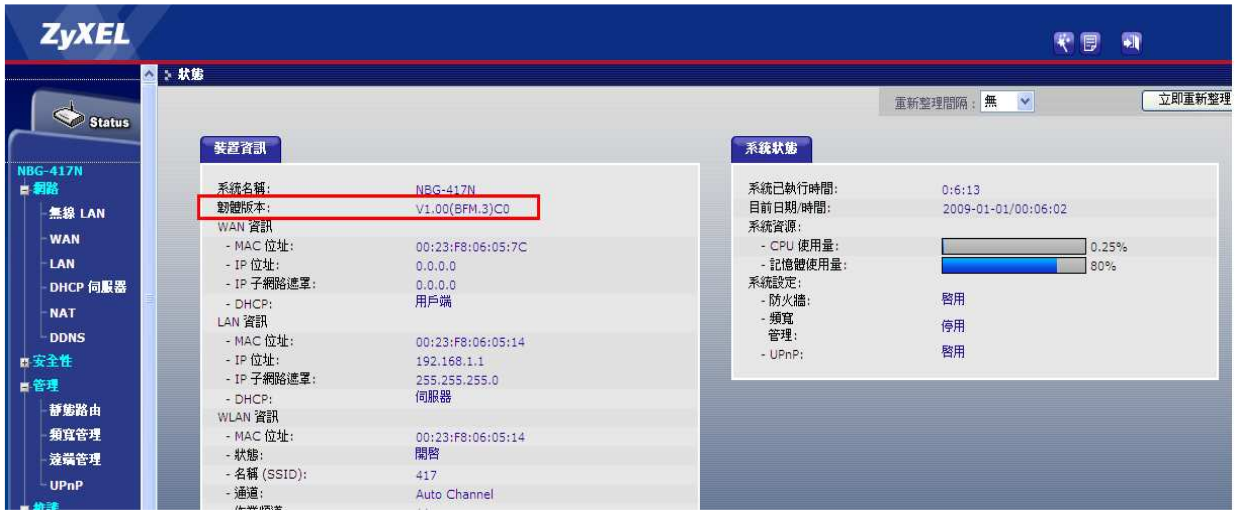 ZyXEL
狀態
重新整理間隔 : 無
立即重新整理
Status
NBG-417N
網路
無線 LAN
WAN
LAN
DHCP 伺服器
NAT
DDNS
安全性
管理
靜態路由
頻寬管理
遠端管理
UPnP
裝置資訊
系統名稱: NBG-417N
韌體版本: V1.00(BFM.3)C0
WAN 資訊
- MAC 位址: 00:23:F8:06:05:7C
- IP 位址: 0.0.0.0
- IP 子網路遮罩: 0.0.0.0
- DHCP: 用戶端
LAN 資訊
- MAC 位址: 00:23:F8:06:05:14
- IP 位址: 192.168.1.1
- IP 子網路遮罩: 255.255.255.0
- DHCP: 伺服器
WLAN 資訊
- MAC 位址: 00:23:F8:06:05:14
- 狀態: 開啓
- 名稱 (SSID): 417
- 通道: Auto Channel
系統狀態
系統已執行時間: 0:6:13
目前日期/時間: 2009-01-01/00:06:02
系統資源:
- CPU 使用量: 0.25%
- 記憶體使用量: 80%
系統設定:
- 防火牆: 啓用
- 頻寬
管理: 停用
- UPnP: 啓用